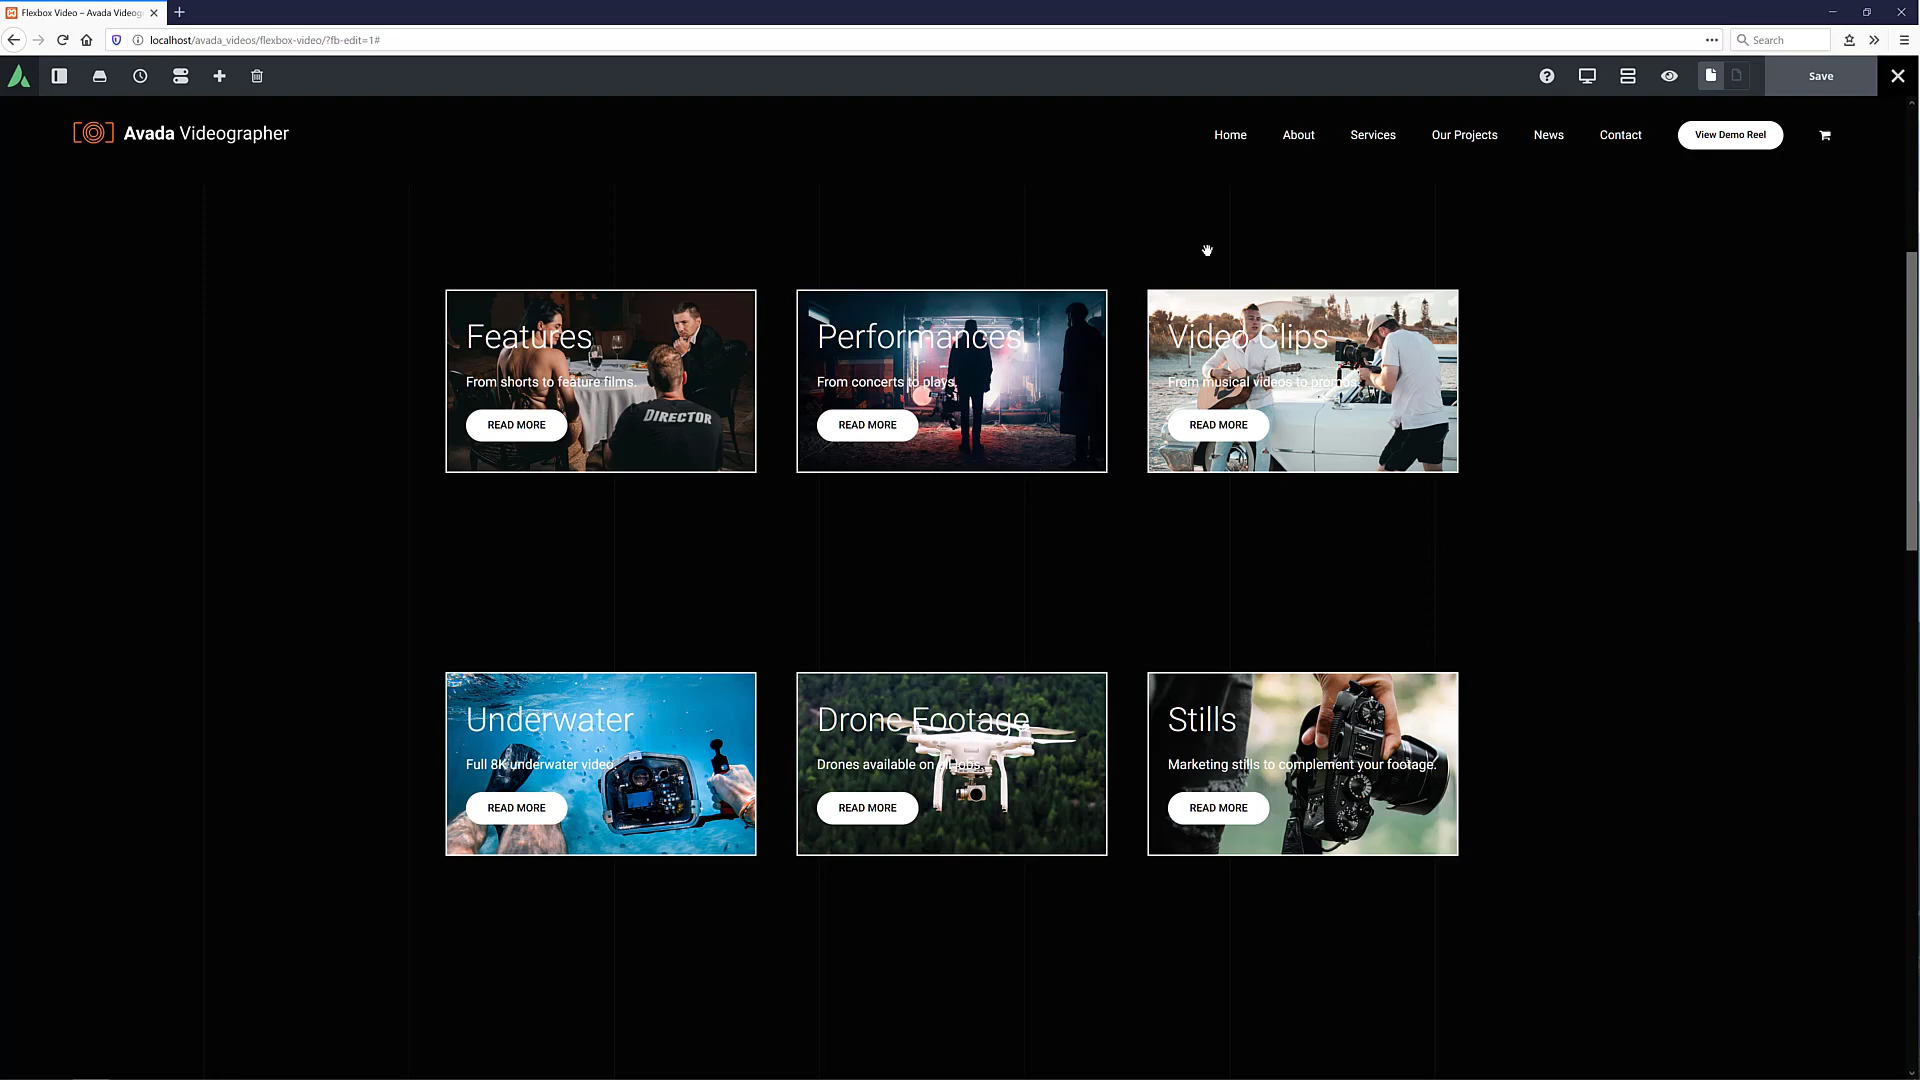 Flexbox Video – Avada Videog
localhost/avada_videos/flexbox-video/?fb-edit=1#
Search
Save
Avada Videographer
Home
About
Services
Our Projects
News
Contact
View Demo Reel
Features
From shorts to feature films.
DIRECTOR
READ MORE
Performances
From concerts to plays.
READ MORE
Video Clips
From musical videos to promos.
READ MORE
Underwater
Full 8K underwater video.
READ MORE
Drone Footage
Drones available on all jobs.
READ MORE
Stills
Marketing stills to complement your footage.
READ MORE